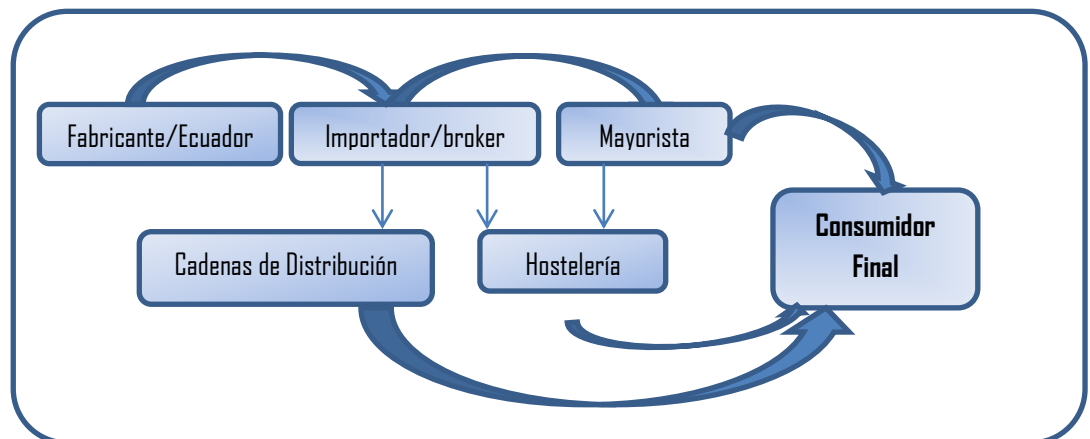 Fabricante/Ecuador
Importador/broker
Mayorista
Consumidor
Final
Cadenas de Distribución
Hostelería